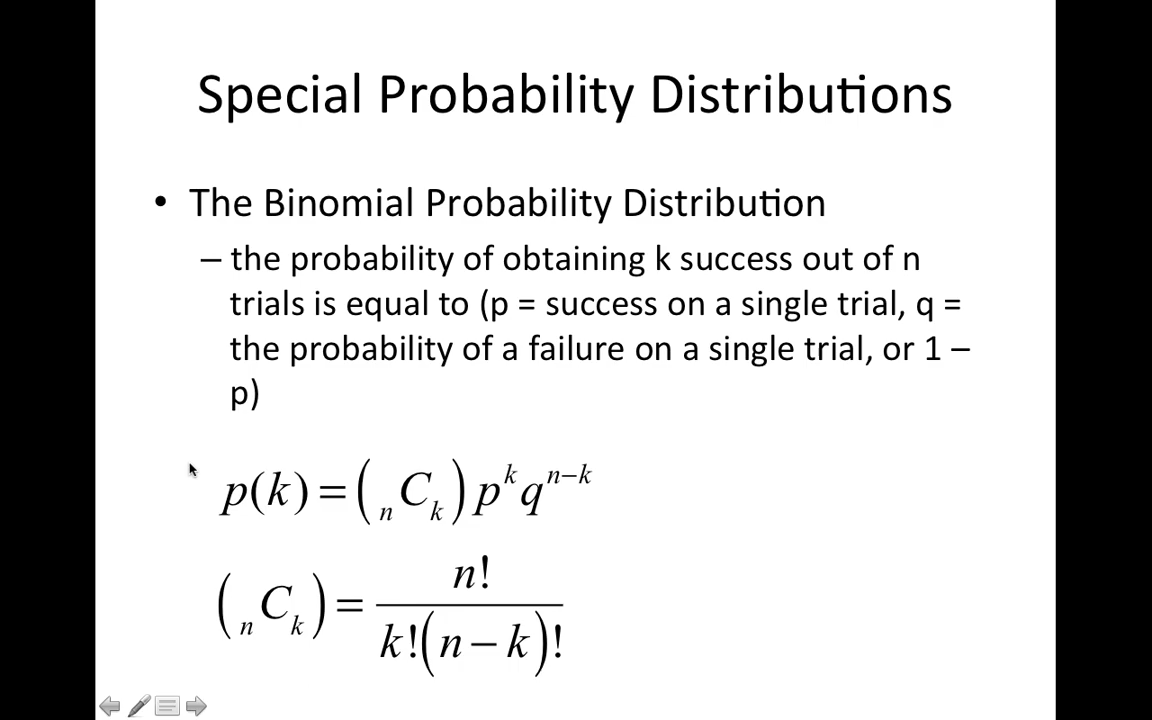 Special Probability Distributions
• The Binomial Probability Distribution
– the probability of obtaining k success out of n
trials is equal to (p = success on a single trial, q =
the probability of a failure on a single trial, or 1 –
p)
p(k) = (ₙCₖ) pᵏqⁿ⁻ᵏ
(ₙCₖ) = n! / k!(n − k)!